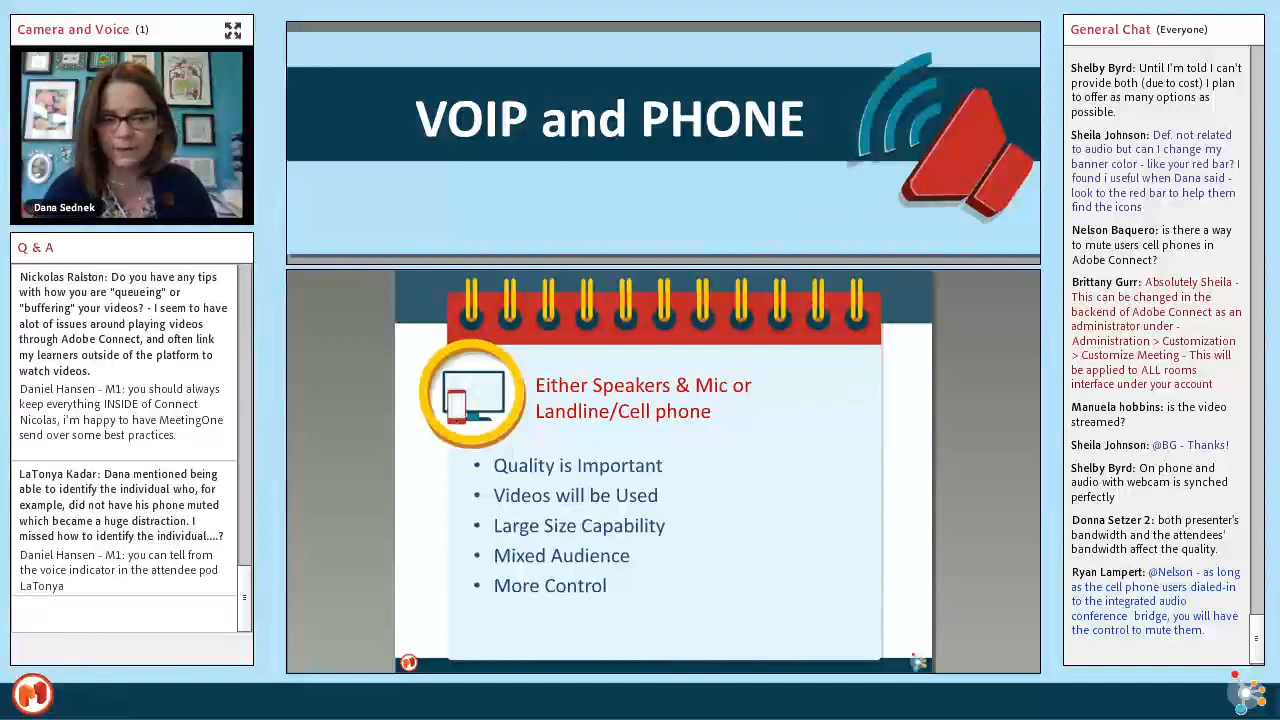 Camera and Voice (1)
Dana Sednek
Q & A
Nickolas Ralston: Do you have any tips
with how you are "queueing" or
"buffering" your videos? - I seem to have
alot of issues around playing videos
through Adobe Connect, and often link
my learners outside of the platform to
watch videos.
Daniel Hansen - M1: you should always
keep everything INSIDE of Connect
Nicolas, i'm happy to have MeetingOne
send over some best practices.
LaTonya Kadar: Dana mentioned being
able to identify the individual who, for
example, did not have his phone muted
which became a huge distraction. I
missed how to identify the individual....?
Daniel Hansen - M1: you can tell from
the voice indicator in the attendee pod
LaTonya
VOIP and PHONE
Either Speakers & Mic or
Landline/Cell phone
• Quality is Important
• Videos will be Used
• Large Size Capability
• Mixed Audience
• More Control
General Chat (Everyone)
Shelby Byrd: Until I'm told I can't
provide both (due to cost) I plan
to offer as many options as
possible.
Sheila Johnson: Def. not related
to audio but can I change my
banner color - like your red bar? I
found i useful when Dana said -
look to the red bar to help them
find the icons
Nelson Baquero: is there a way
to mute users cell phones in
Adobe Connect?
Brittany Gurr: Absolutely Sheila -
This can be changed in the
backend of Adobe Connect as an
administrator under -
Administration > Customization
> Customize Meeting - This will
be applied to ALL rooms
interface under your account
Manuela hobbins: is the video
streamed?
Sheila Johnson: @BG - Thanks!
Shelby Byrd: On phone and
audio with webcam is synched
perfectly
Donna Setzer 2: both presenter's
bandwidth and the attendees'
bandwidth affect the quality.
Ryan Lampert: @Nelson - as long
as the cell phone users dialed-in
to the integrated audio
conference bridge, you will have
the control to mute them.